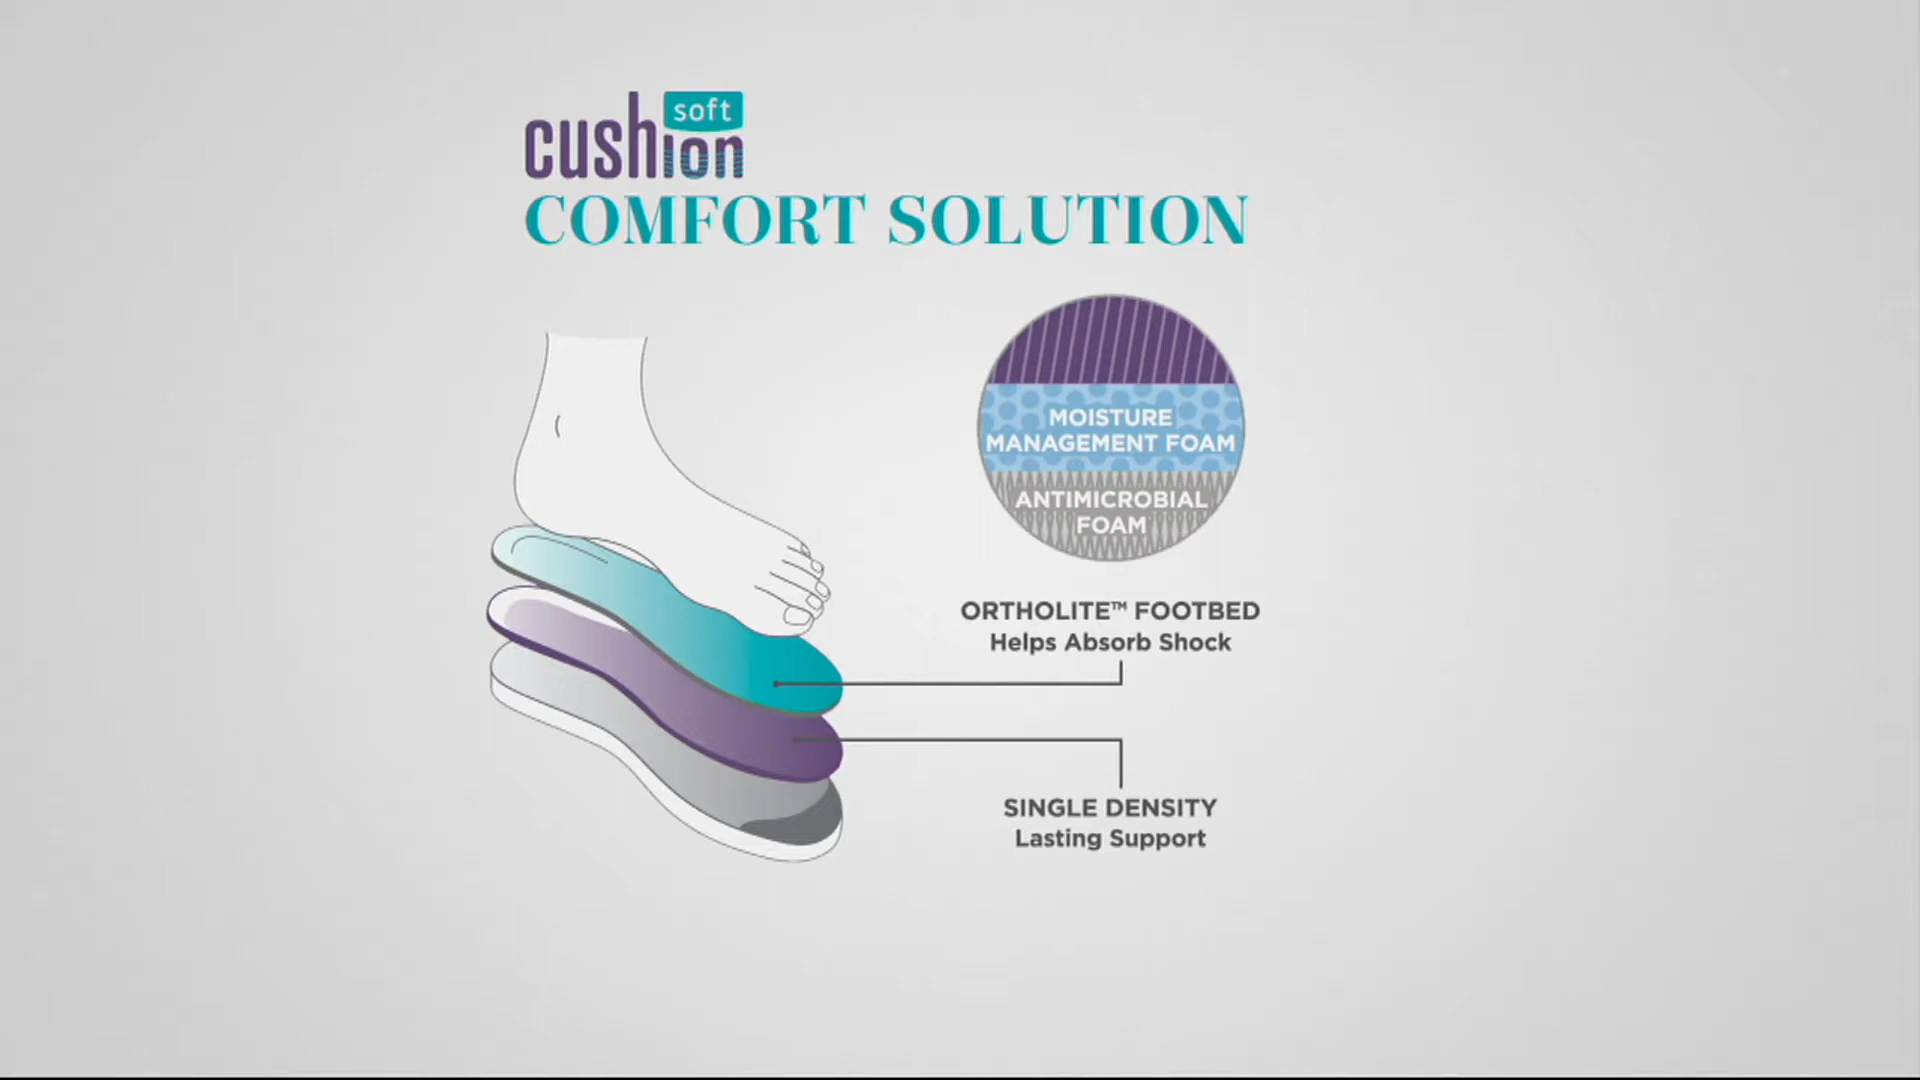 soft
cushion
COMFORT SOLUTION
MOISTURE
MANAGEMENT FOAM
ANTIMICROBIAL
FOAM
ORTHOLITE™ FOOTBED
Helps Absorb Shock
SINGLE DENSITY
Lasting Support